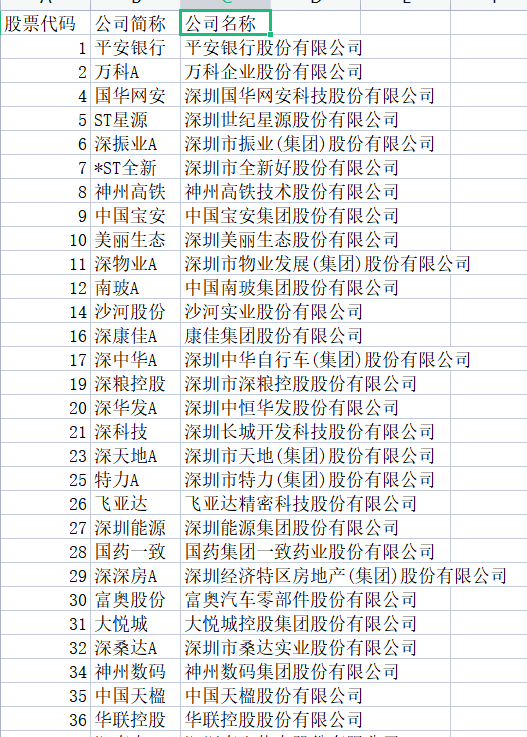 股票代码 公司简称 公司名称
1 平安银行 平安银行股份有限公司
2 万科A 万科企业股份有限公司
4 国华网安 深圳国华网安科技股份有限公司
5 ST星源 深圳世纪星源股份有限公司
6 深振业A 深圳市振业(集团)股份有限公司
7 *ST全新 深圳市全新好股份有限公司
8 神州高铁 神州高铁技术股份有限公司
9 中国宝安 中国宝安集团股份有限公司
10 美丽生态 深圳美丽生态股份有限公司
11 深物业A 深圳市物业发展(集团)股份有限公司
12 南玻A 中国南玻集团股份有限公司
14 沙河股份 沙河实业股份有限公司
16 深康佳A 康佳集团股份有限公司
17 深中华A 深圳中华自行车(集团)股份有限公司
19 深粮控股 深圳市深粮控股股份有限公司
20 深华发A 深圳中恒华发股份有限公司
21 深科技 深圳长城开发科技股份有限公司
23 深天地A 深圳市天地(集团)股份有限公司
25 特力A 深圳市特力(集团)股份有限公司
26 飞亚达 飞亚达精密科技股份有限公司
27 深圳能源 深圳能源集团股份有限公司
28 国药一致 国药集团一致药业股份有限公司
29 深深房A 深圳经济特区房地产(集团)股份有限公司
30 富奥股份 富奥汽车零部件股份有限公司
31 大悦城 大悦城控股集团股份有限公司
32 深桑达A 深圳市桑达实业股份有限公司
34 神州数码 神州数码集团股份有限公司
35 中国天楹 中国天楹股份有限公司
36 华联控股 华联控股股份有限公司